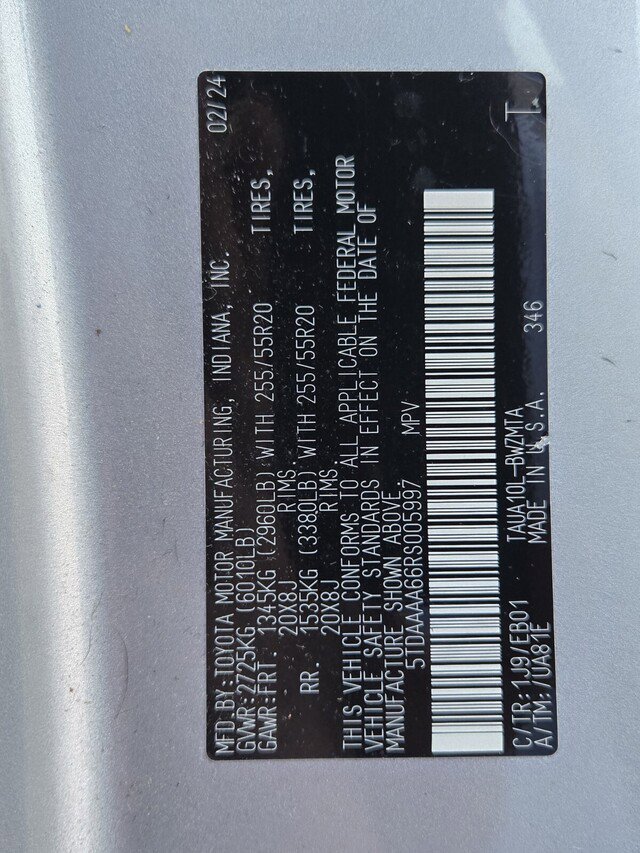 MFD.BY:TOYOTA MOTOR MANUFACTURING, INDIANA, INC. 02/24
GVWR:2725KG (6010LB)
GAWR:FRT. 1345KG (2960LB) WITH 255/55R20 TIRES,
20X8.J RIMS
RR. 1535KG (3380LB) WITH 255/55R20 TIRES,
20X8J RIMS.
THIS VEHICLE CONFORMS TO ALL APPLICABLE FEDERAL MOTOR
VEHICLE SAFETY STANDARDS IN EFFECT ON THE DATE OF
MANUFACTURE SHOWN ABOVE.
5TDAAAA66RS005997 MPV
C/TR:1J9/EB01 TAUA10L-BWZMTA 346 T
A/TM:/UA81E MADE IN U.S.A.